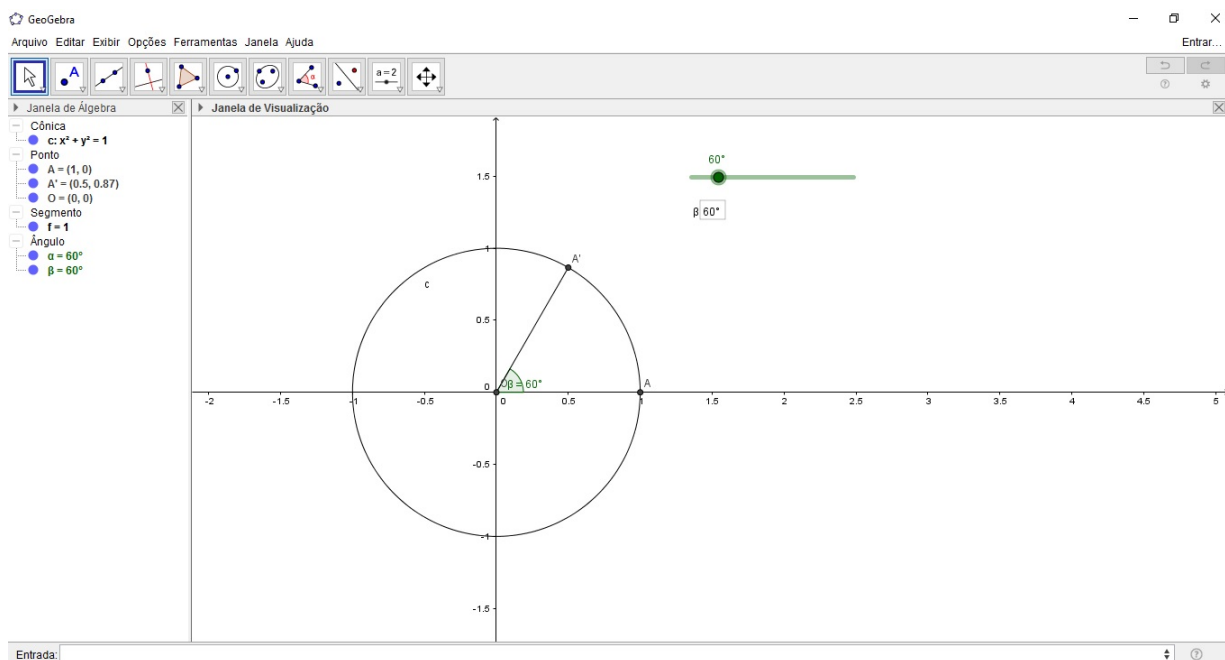 GeoGebra
Arquivo Editar Exibir Opções Ferramentas Janela Ajuda
Entrar...
A
α
a=2
Janela de Álgebra
Janela de Visualização
Cônica
c: x² + y² = 1
Ponto
A = (1, 0)
A' = (0.5, 0.87)
O = (0, 0)
Segmento
f = 1
Ângulo
α = 60º
β = 60º
60°
1.5
β 60°
1
A'
c
0.5
0
Oβ = 60°
A
-2
-1.5
-1
-0.5
0
0.5
1
1.5
2
2.5
3
3.5
4
4.5
5
-0.5
-1
-1.5
Entrada: